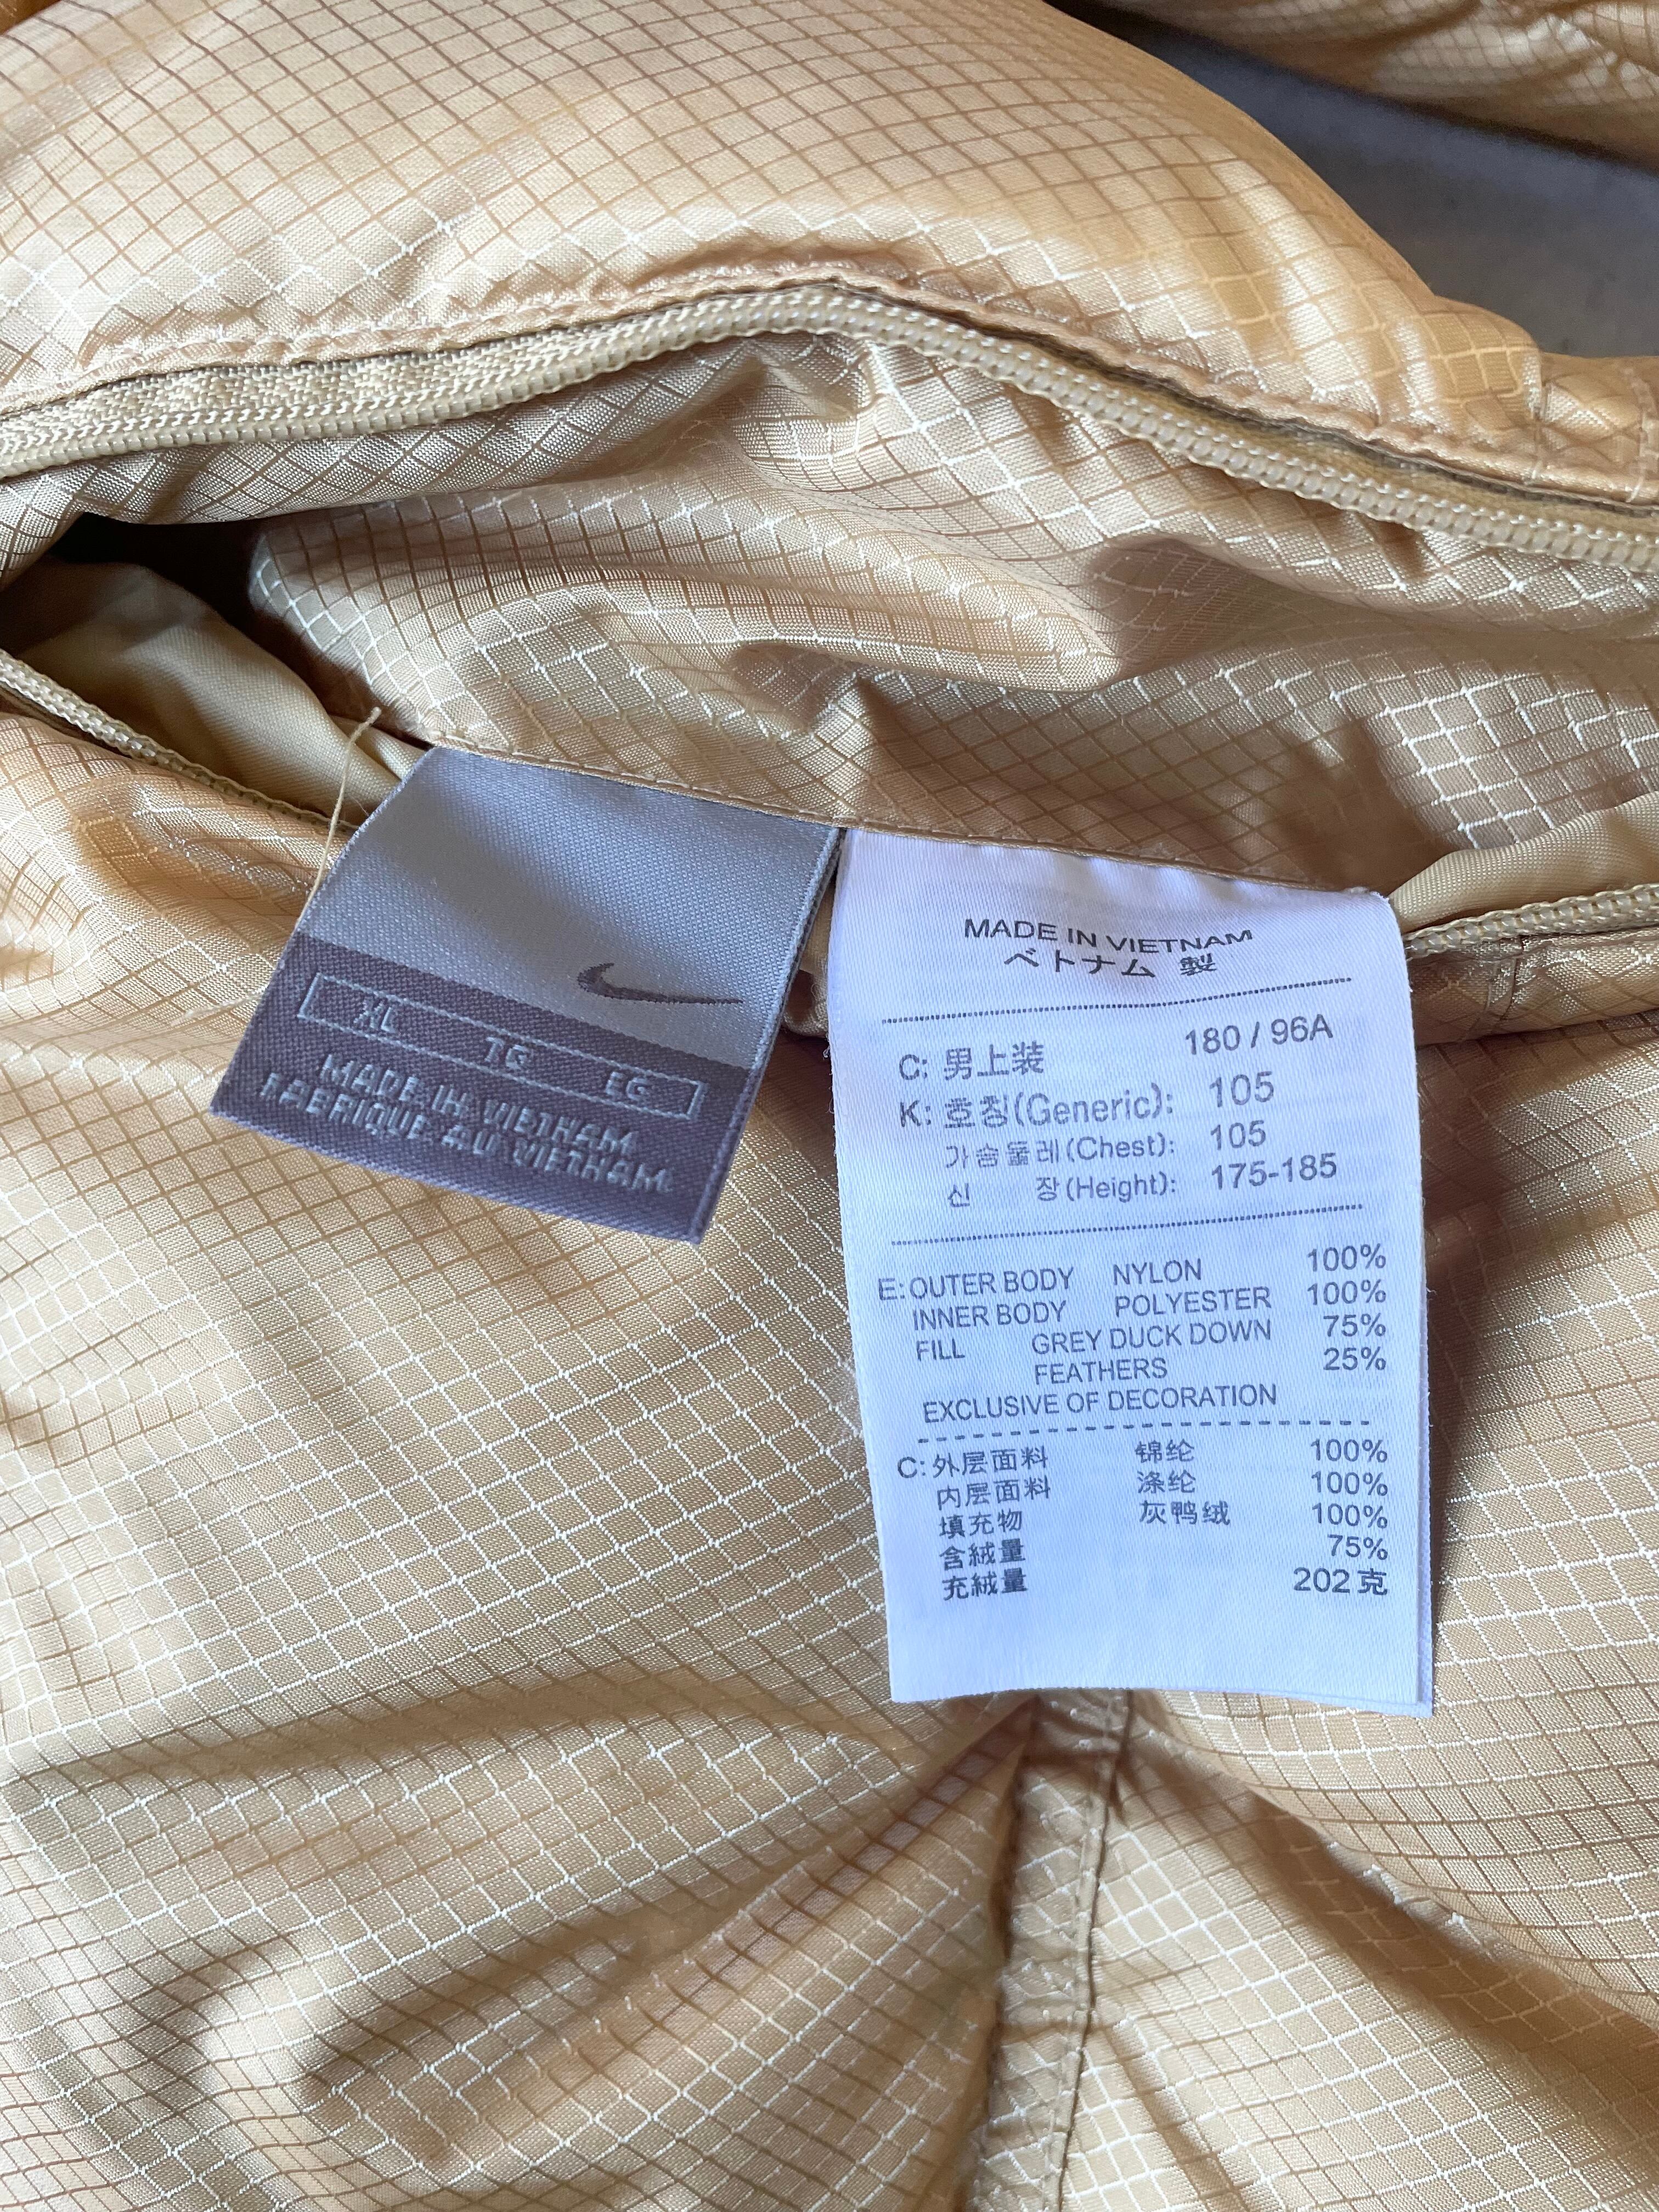 XL TG EG
MADE IN VIETNAM
FABRIQUE AU VIETNAM
MADE IN VIETNAM
ベトナム 製
C: 男上装 180 / 96A
K: 호칭(Generic): 105
가슴둘레(Chest): 105
신 장(Height): 175-185
E: OUTER BODY NYLON 100%
INNER BODY POLYESTER 100%
FILL GREY DUCK DOWN 75%
FEATHERS 25%
EXCLUSIVE OF DECORATION
C: 外层面料 锦纶 100%
内层面料 涤纶 100%
填充物 灰鸭绒 100%
含絨量 75%
充絨量 202克